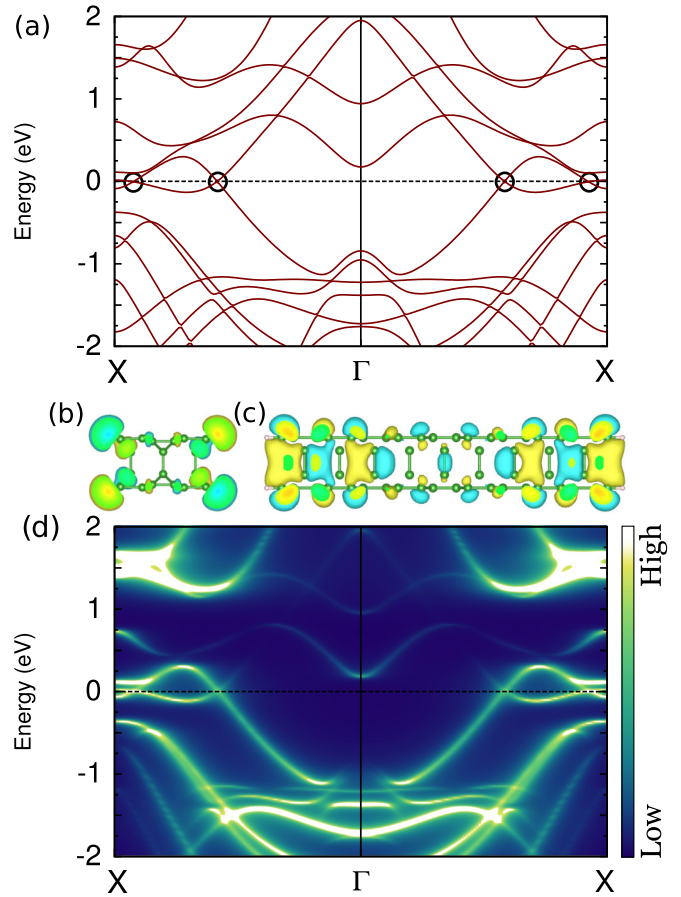 (a)
Energy (eV)
2
1
0
-1
-2
X
Γ
X
(b)
(c)
(d)
Energy (eV)
2
1
0
-1
-2
X
Γ
X
High
Low